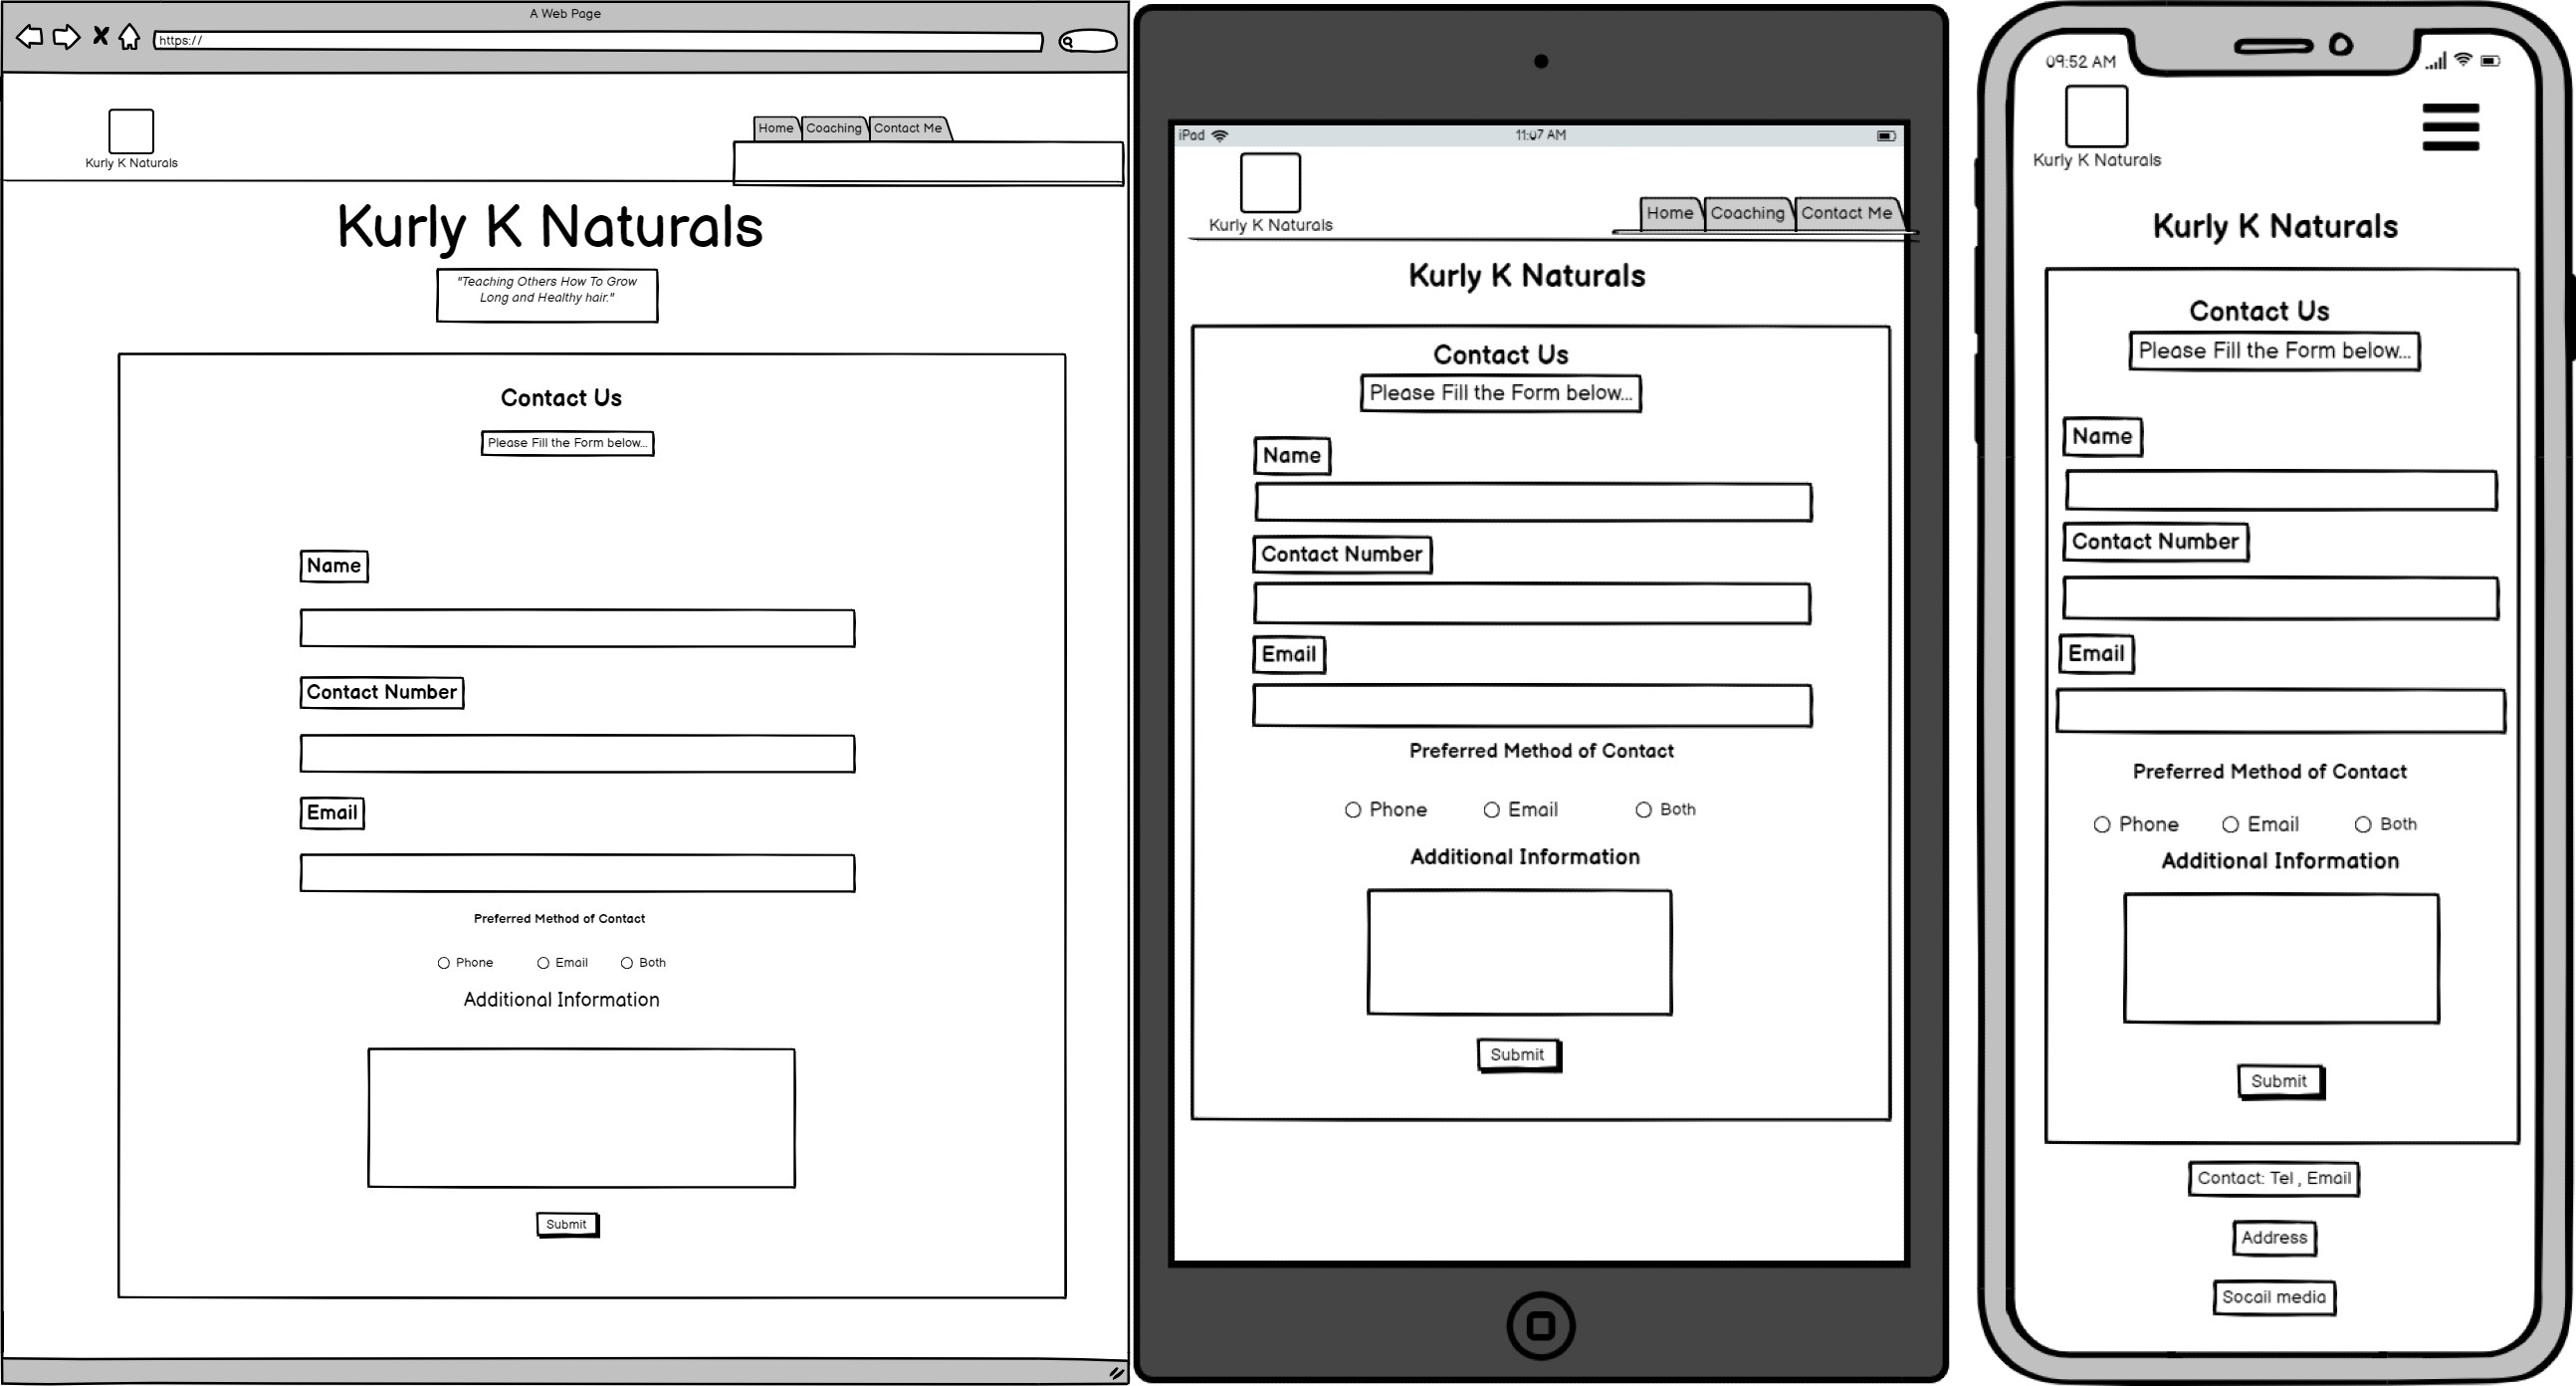 A Web Page
https://
Home Coaching Contact Me
Kurly K Naturals
Kurly K Naturals
"Teaching Others How To Grow
Long and Healthy hair."
Contact Us
Please Fill the Form below...
Name
Contact Number
Email
Preferred Method of Contact
Phone Email Both
Additional Information
Submit
iPad 11:07 AM
Kurly K Naturals
Home Coaching Contact Me
Kurly K Naturals
Contact Us
Please Fill the Form below...
Name
Contact Number
Email
Preferred Method of Contact
Phone Email Both
Additional Information
Submit
09:52 AM
Kurly K Naturals
Kurly K Naturals
Contact Us
Please Fill the Form below...
Name
Contact Number
Email
Preferred Method of Contact
Phone Email Both
Additional Information
Submit
Contact: Tel , Email
Address
Socail media